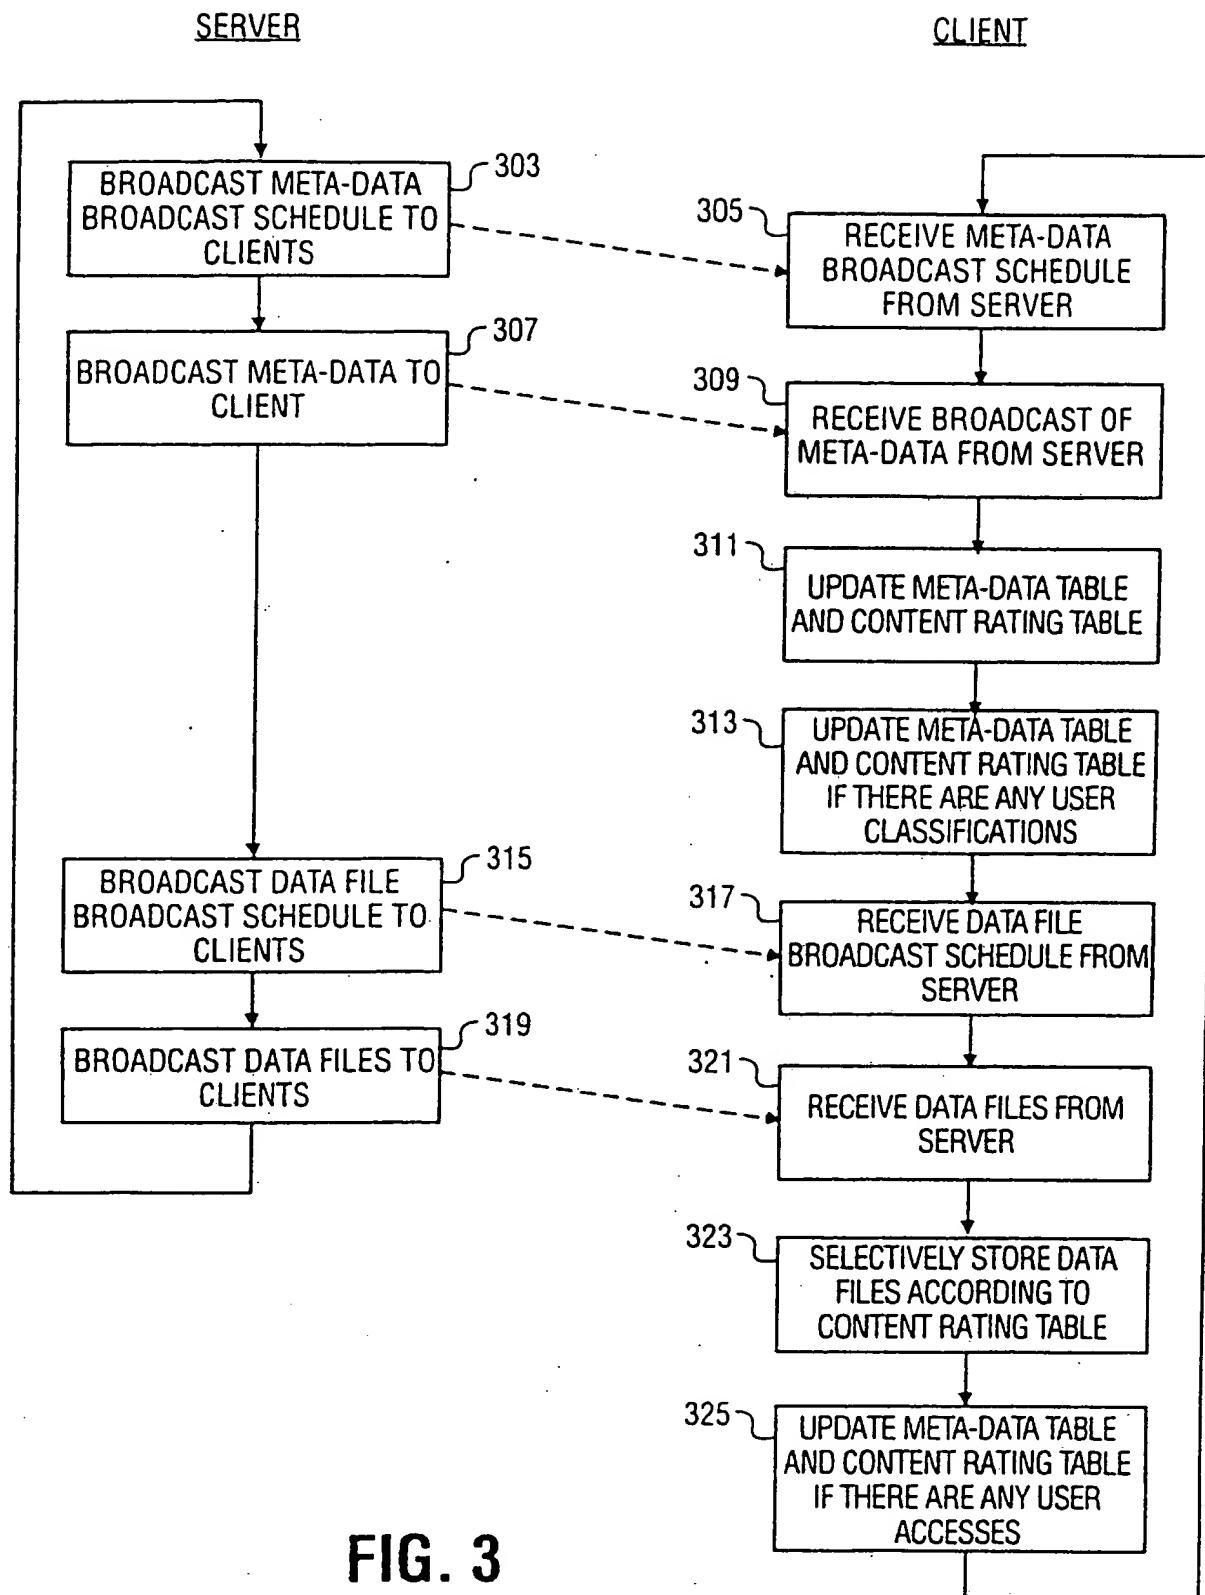 SERVER
CLIENT
303
BROADCAST META-DATA
BROADCAST SCHEDULE TO
CLIENTS
305
RECEIVE META-DATA
BROADCAST SCHEDULE
FROM SERVER
307
BROADCAST META-DATA TO
CLIENT
309
RECEIVE BROADCAST OF
META-DATA FROM SERVER
311
UPDATE META-DATA TABLE
AND CONTENT RATING TABLE
313
UPDATE META-DATA TABLE
AND CONTENT RATING TABLE
IF THERE ARE ANY USER
CLASSIFICATIONS
315
BROADCAST DATA FILE
BROADCAST SCHEDULE TO
CLIENTS
317
RECEIVE DATA FILE
BROADCAST SCHEDULE FROM
SERVER
319
BROADCAST DATA FILES TO
CLIENTS
321
RECEIVE DATA FILES FROM
SERVER
323
SELECTIVELY STORE DATA
FILES ACCORDING TO
CONTENT RATING TABLE
325
UPDATE META-DATA TABLE
AND CONTENT RATING TABLE
IF THERE ARE ANY USER
ACCESSES
FIG. 3